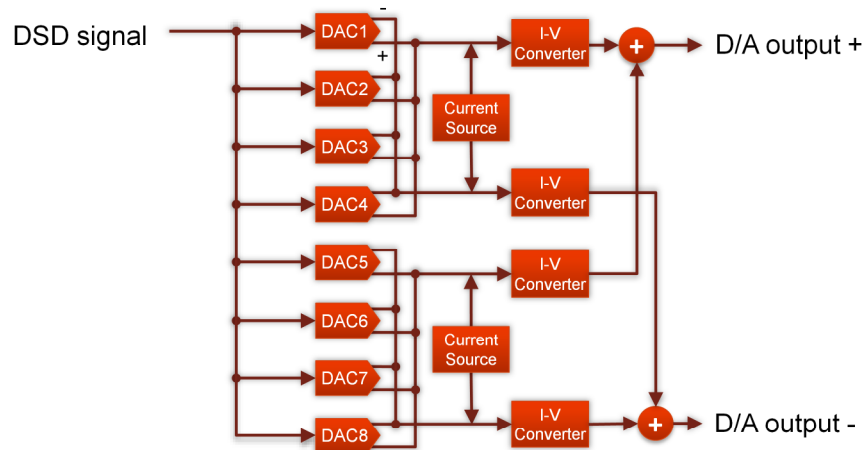 DSD signal
DAC1
-
+
DAC2
DAC3
DAC4
DAC5
DAC6
DAC7
DAC8
Current
Source
Current
Source
I-V
Converter
I-V
Converter
I-V
Converter
I-V
Converter
+
D/A output +
+
D/A output -